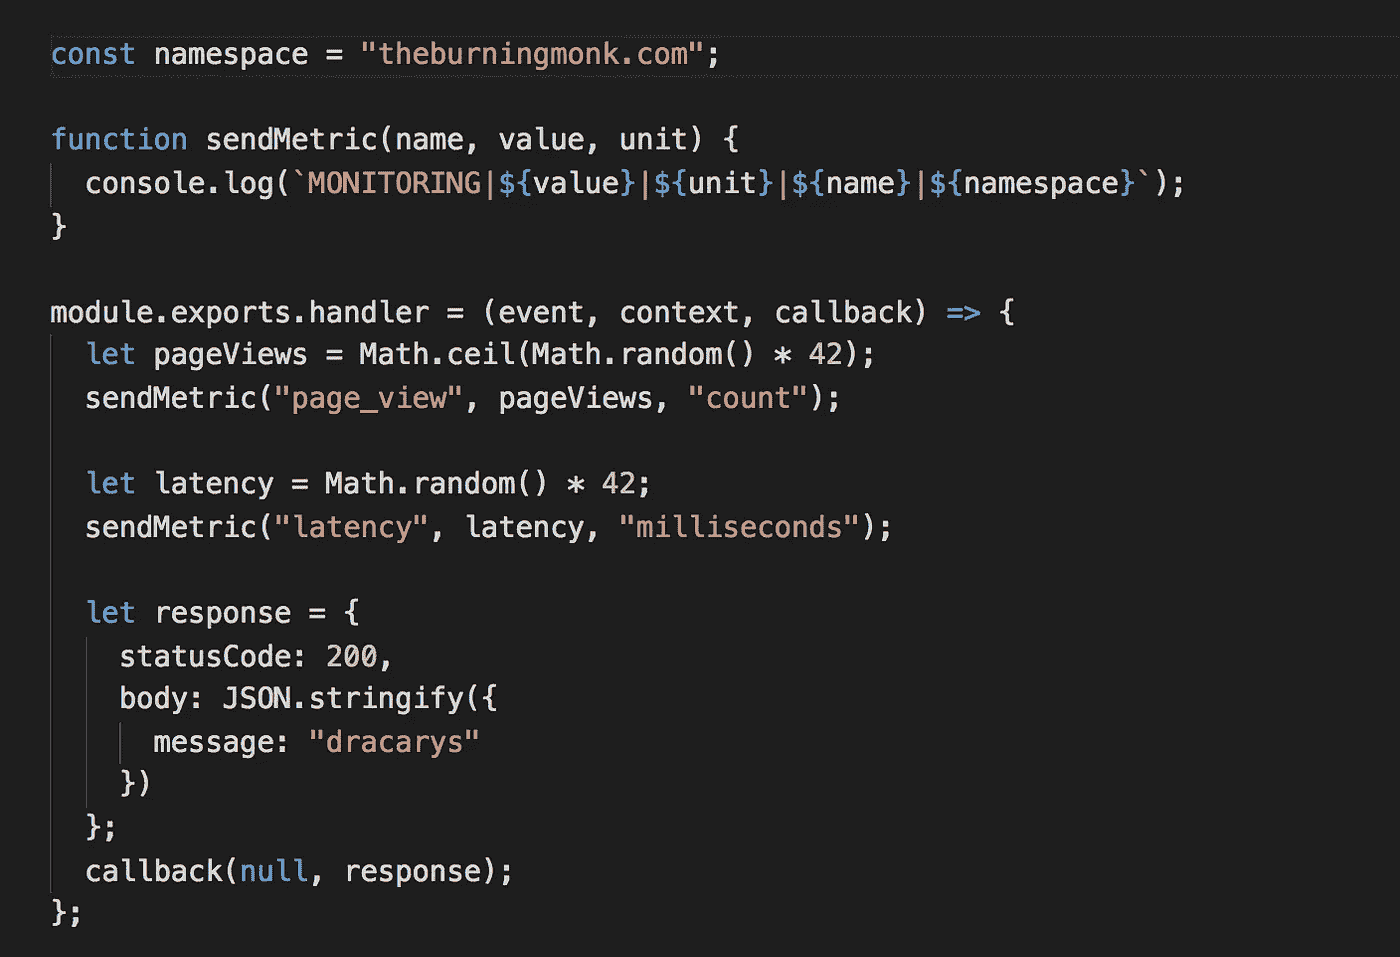 const namespace = "theburningmonk.com";
function sendMetric(name, value, unit) {
  console.log(`MONITORING|${value}|${unit}|${name}|${namespace}`);
}
module.exports.handler = (event, context, callback) => {
  let pageViews = Math.ceil(Math.random() * 42);
  sendMetric("page_view", pageViews, "count");
  let latency = Math.random() * 42;
  sendMetric("latency", latency, "milliseconds");
  let response = {
    statusCode: 200,
    body: JSON.stringify({
      message: "dracarys"
    })
  };
  callback(null, response);
};